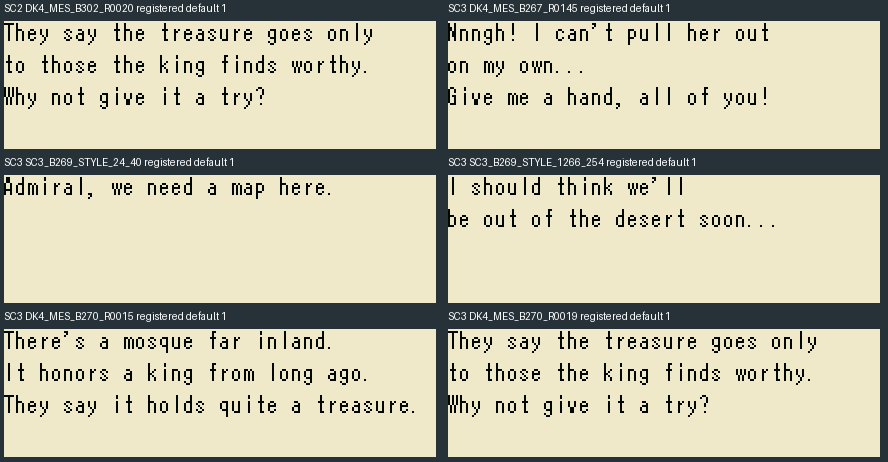 SC2 DK4_MES_B302_R0020 registered default 1
They say the treasure goes only
to those the king finds worthy.
Why not give it a try?
SC3 DK4_MES_B267_R0145 registered default 1
Nnngh! I can't pull her out
on my own...
Give me a hand, all of you!
SC3 SC3_B269_STYLE_24_40 registered default 1
Admiral, we need a map here.
SC3 SC3_B269_STYLE_1266_254 registered default 1
I should think we'll
be out of the desert soon...
SC3 DK4_MES_B270_R0015 registered default 1
There's a mosque far inland.
It honors a king from long ago.
They say it holds quite a treasure.
SC3 DK4_MES_B270_R0019 registered default 1
They say the treasure goes only
to those the king finds worthy.
Why not give it a try?